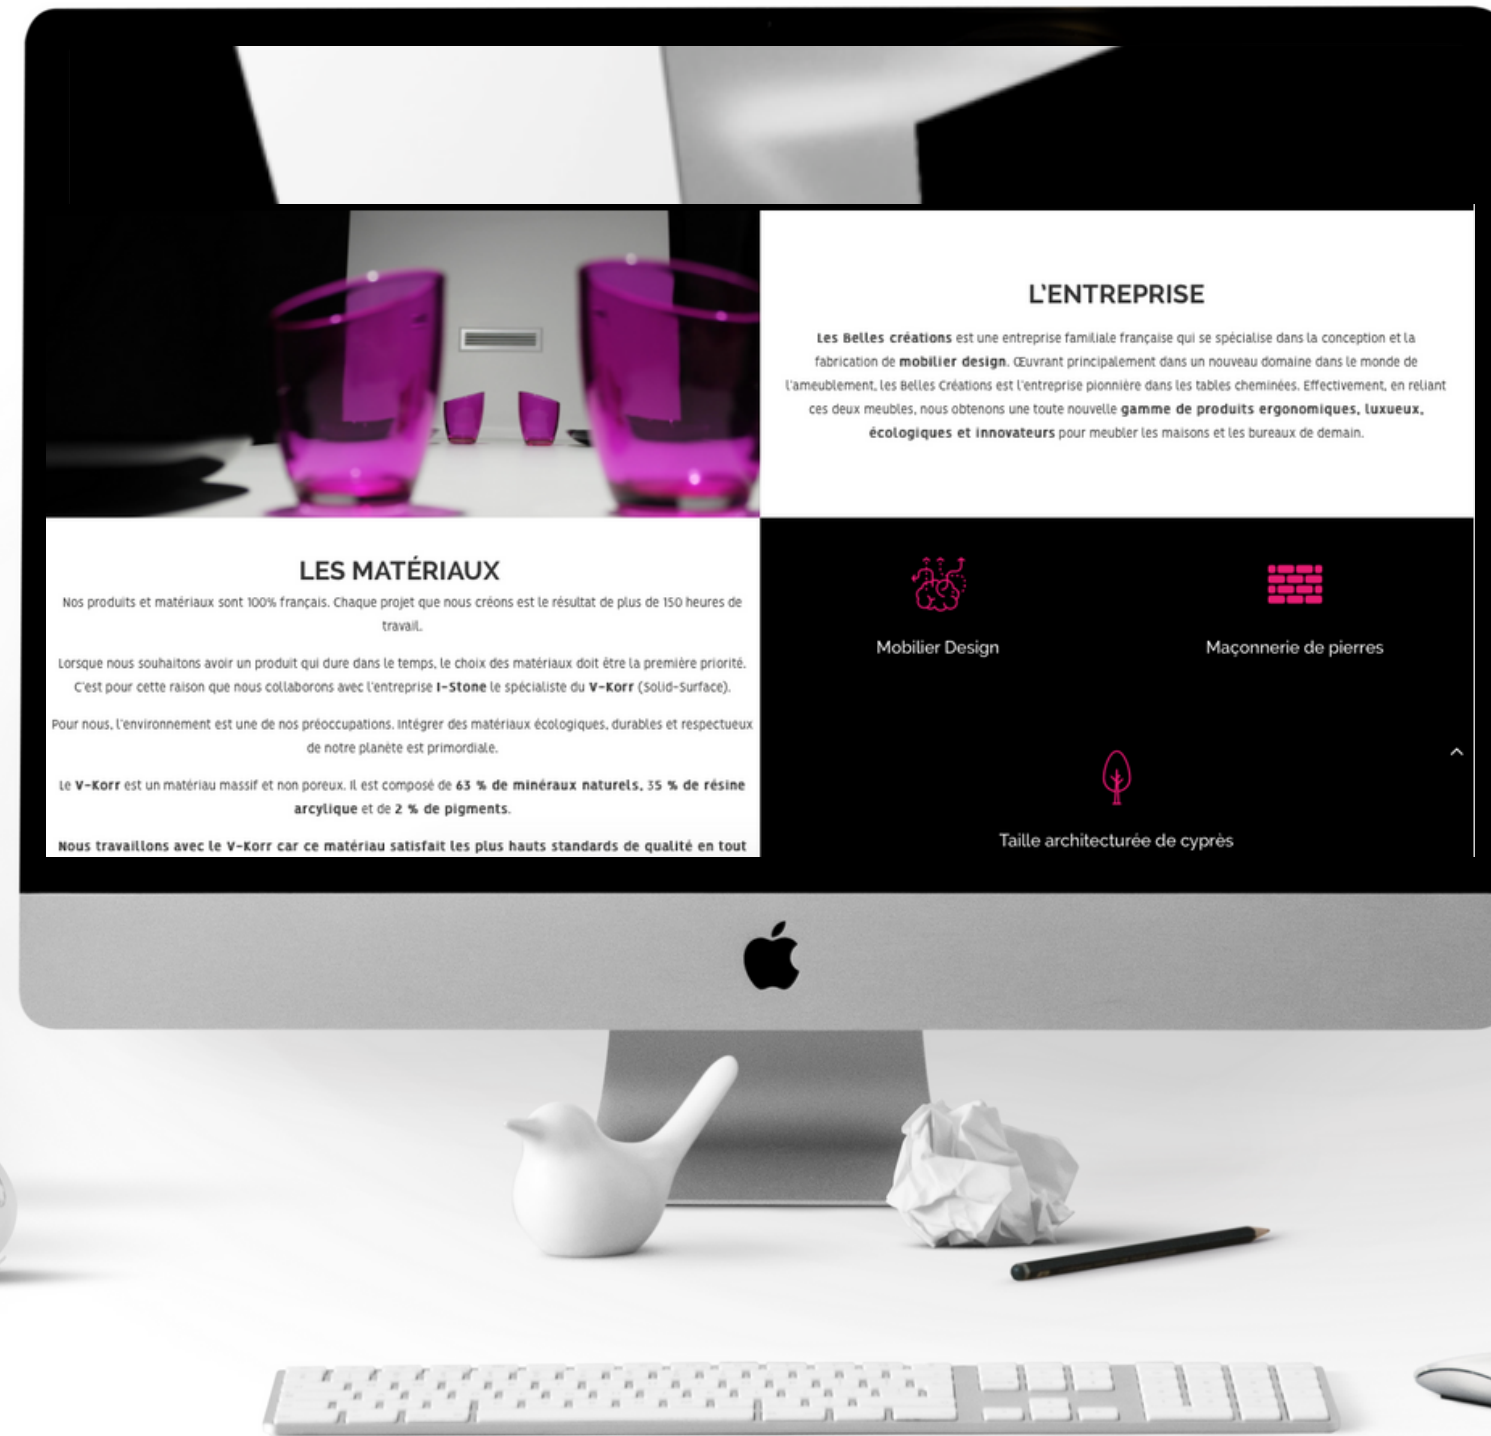 L'ENTREPRISE
Les Belles créations est une entreprise familiale française qui se spécialise dans la conception et la
fabrication de mobilier design. Œuvrant principalement dans un nouveau domaine dans le monde de
l'ameublement, les Belles Créations est l'entreprise pionnière dans les tables cheminées. Effectivement, en reliant
ces deux meubles, nous obtenons une toute nouvelle gamme de produits ergonomiques, luxueux,
écologiques et innovateurs pour meubler les maisons et les bureaux de demain.
LES MATÉRIAUX
Nos produits et matériaux sont 100% français. Chaque projet que nous créons est le résultat de plus de 150 heures de
travail.
Lorsque nous souhaitons avoir un produit qui dure dans le temps, le choix des matériaux doit être la première priorité.
C'est pour cette raison que nous collaborons avec l'entreprise I-Stone le spécialiste du V-Korr (Solid-Surface).
Pour nous, l'environnement est une de nos préoccupations. Intégrer des matériaux écologiques, durables et respectueux
de notre planète est primordiale.
Le V-Korr est un matériau massif et non poreux. Il est composé de 63 % de minéraux naturels, 35 % de résine
arcylique et de 2 % de pigments.
Nous travaillons avec le V-Korr car ce matériau satisfait les plus hauts standards de qualité en tout
Mobilier Design
Maçonnerie de pierres
Taille architecturée de cyprès